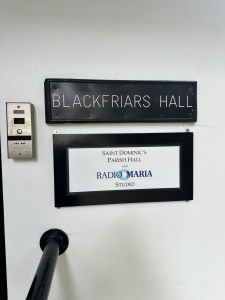 BLACKFRIARS HALL
SAINT DOMINIC'S
PARISH HALL
AND
RADIO MARIA
STUDIO